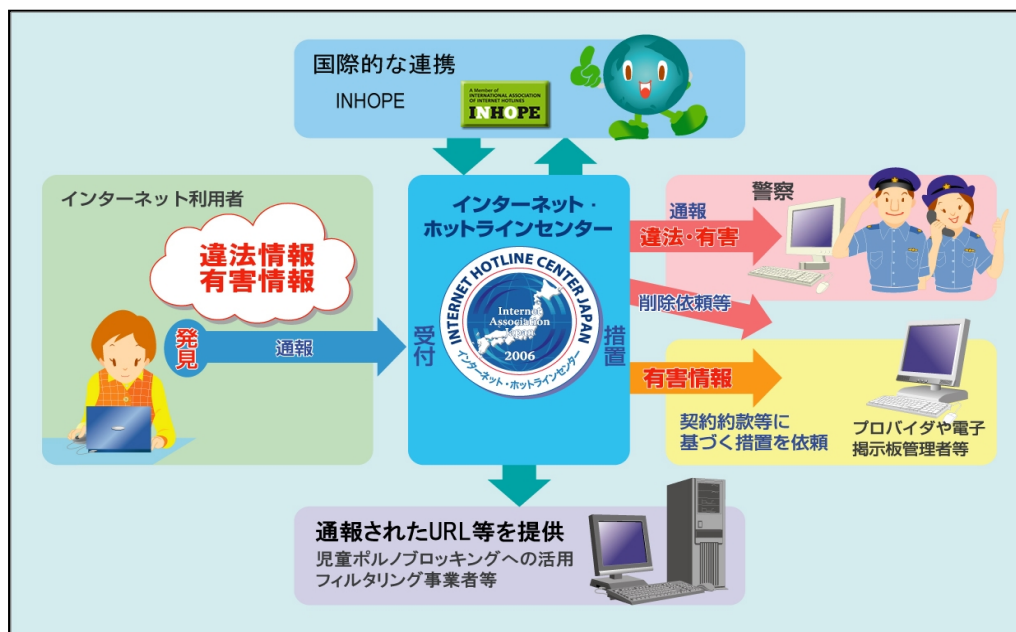 国際的な連携
INHOPE
A Member of
INTERNATIONAL ASSOCIATION
OF INTERNET HOTLINES
INHOPE
インターネット利用者
違法情報
有害情報
発見
通報
インターネット・
ホットラインセンター
受付
INTERNET HOTLINE CENTER JAPAN
Internet
Association
2006
インターネット・ホットラインセンター
措置
警察
通報
違法・有害
削除依頼等
有害情報
契約約款等に
基づく措置を依頼
プロバイダや電子
掲示板管理者等
通報されたURL等を提供
児童ポルノブロッキングへの活用
フィルタリング事業者等